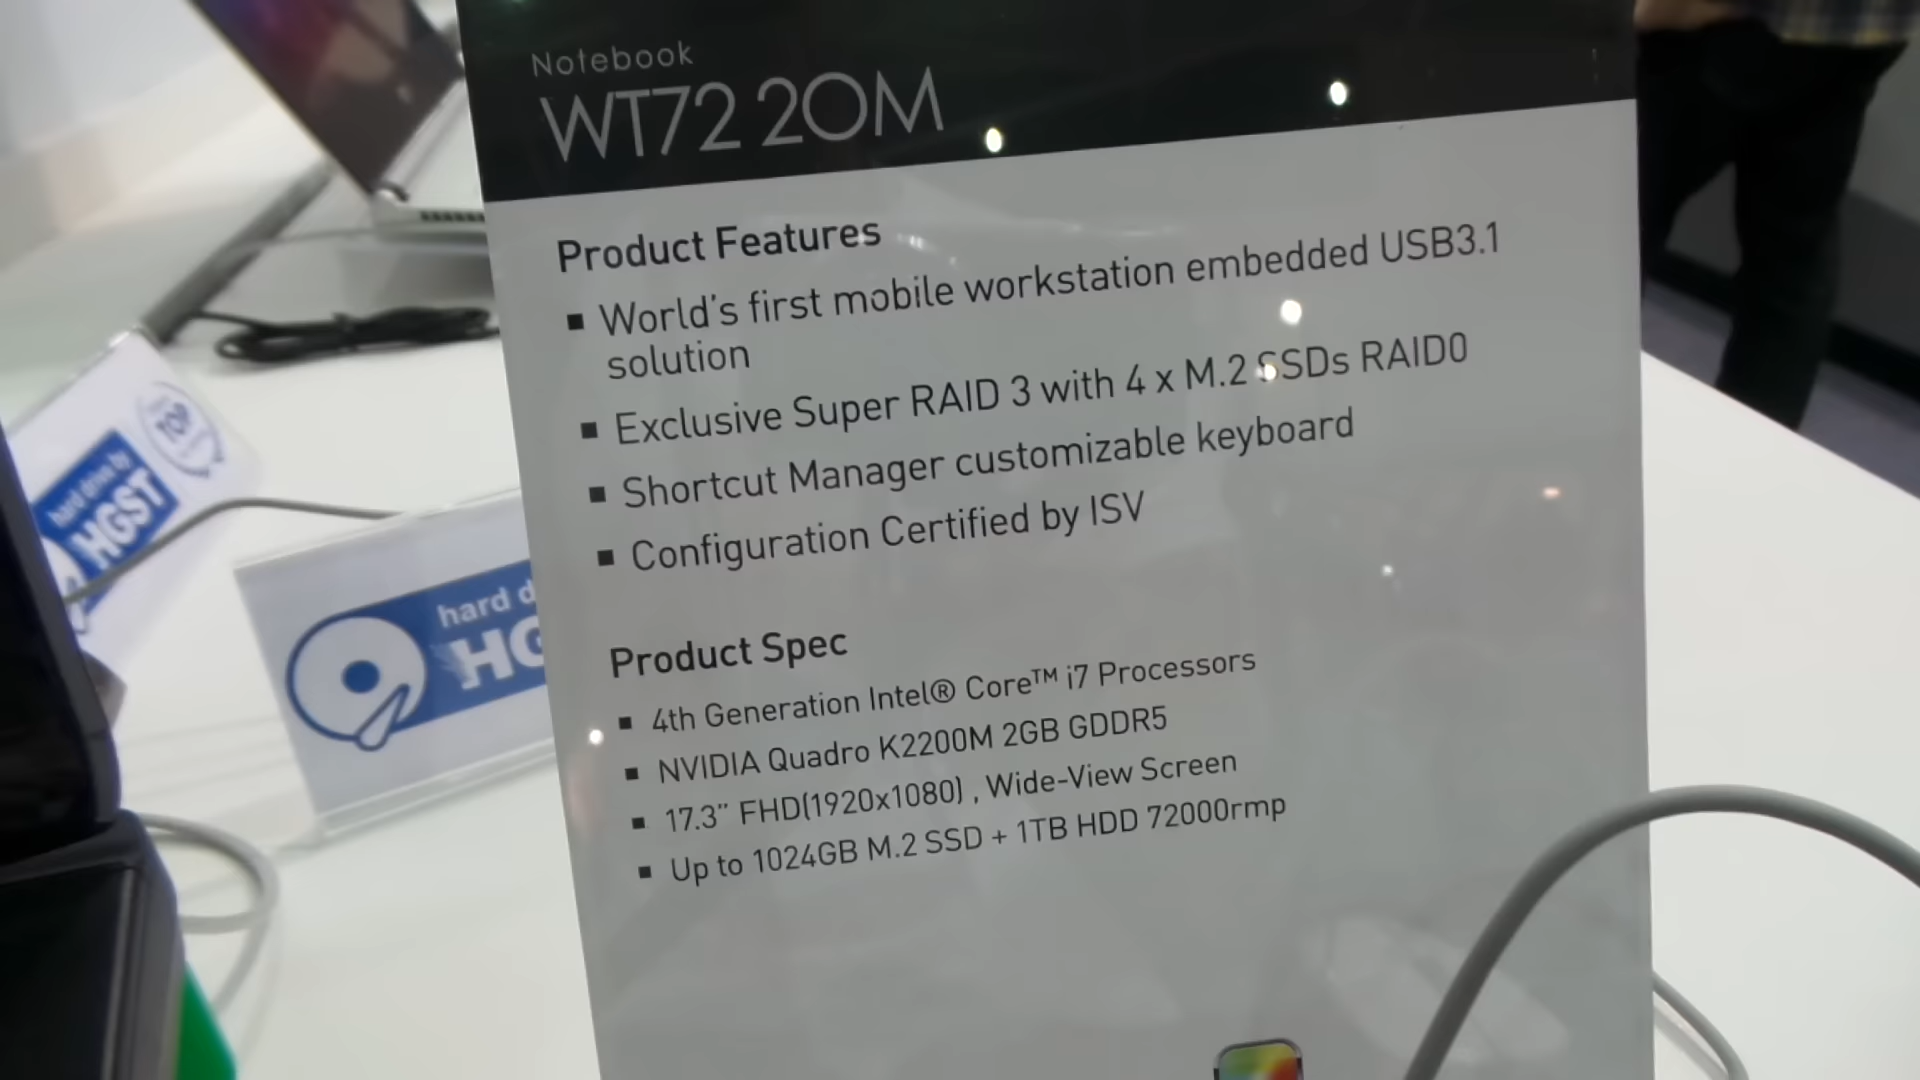 Notebook
WT72 2OM
Product Features
▪ World's first mobile workstation embedded USB3.1
solution
▪ Exclusive Super RAID 3 with 4 x M.2 SSDs RAID0
▪ Shortcut Manager customizable keyboard
▪ Configuration Certified by ISV
Product Spec
▪ 4th Generation Intel® Core™ i7 Processors
▪ NVIDIA Quadro K2200M 2GB GDDR5
▪ 17.3" FHD(1920x1080) , Wide-View Screen
▪ Up to 1024GB M.2 SSD + 1TB HDD 72000rmp
hard drive by
HGST
TOP
hard d
HG